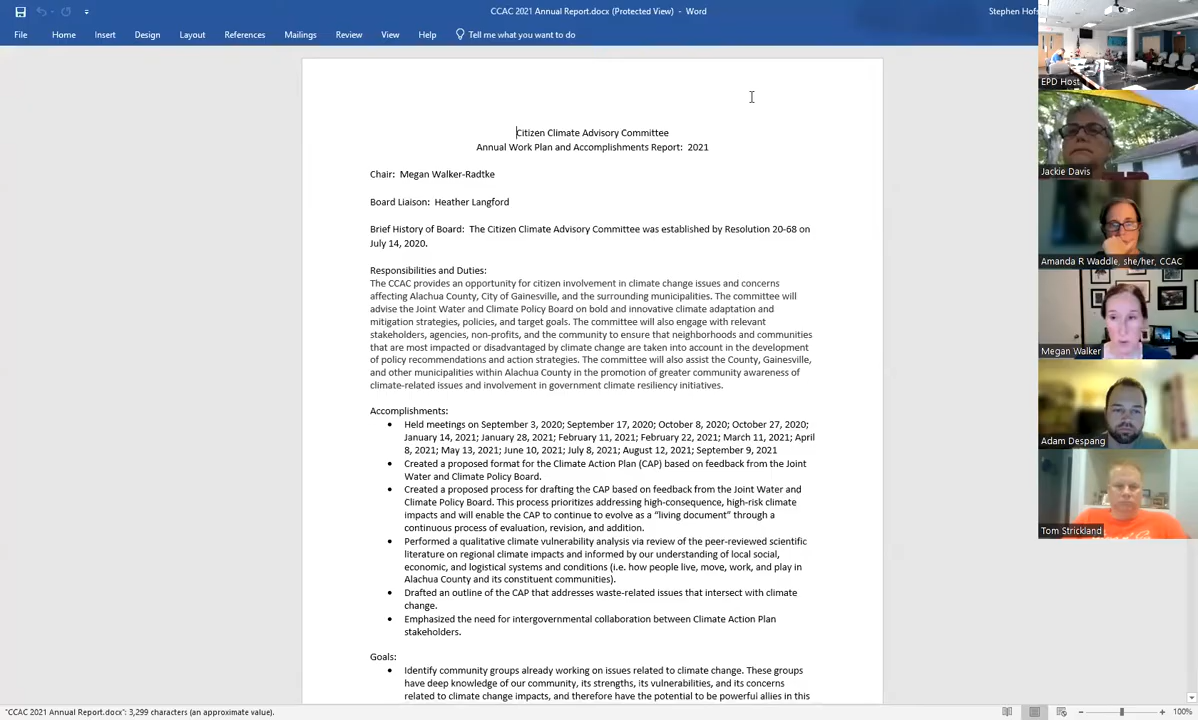 CCAC 2021 Annual Report.docx (Protected View) - Word
Stephen Hofs
File Home Insert Design Layout References Mailings Review View Help Tell me what you want to do
Citizen Climate Advisory Committee
Annual Work Plan and Accomplishments Report: 2021
Chair: Megan Walker-Radtke
Board Liaison: Heather Langford
Brief History of Board: The Citizen Climate Advisory Committee was established by Resolution 20-68 on
July 14, 2020.
Responsibilities and Duties:
The CCAC provides an opportunity for citizen involvement in climate change issues and concerns
affecting Alachua County, City of Gainesville, and the surrounding municipalities. The committee will
advise the Joint Water and Climate Policy Board on bold and innovative climate adaptation and
mitigation strategies, policies, and target goals. The committee will also engage with relevant
stakeholders, agencies, non-profits, and the community to ensure that neighborhoods and communities
that are most impacted or disadvantaged by climate change are taken into account in the development
of policy recommendations and action strategies. The committee will also assist the County, Gainesville,
and other municipalities within Alachua County in the promotion of greater community awareness of
climate-related issues and involvement in government climate resiliency initiatives.
Accomplishments:
• Held meetings on September 3, 2020; September 17, 2020; October 8, 2020; October 27, 2020;
January 14, 2021; January 28, 2021; February 11, 2021; February 22, 2021; March 11, 2021; April
8, 2021; May 13, 2021; June 10, 2021; July 8, 2021; August 12, 2021; September 9, 2021
• Created a proposed format for the Climate Action Plan (CAP) based on feedback from the Joint
Water and Climate Policy Board.
• Created a proposed process for drafting the CAP based on feedback from the Joint Water and
Climate Policy Board. This process prioritizes addressing high-consequence, high-risk climate
impacts and will enable the CAP to continue to evolve as a “living document” through a
continuous process of evaluation, revision, and addition.
• Performed a qualitative climate vulnerability analysis via review of the peer-reviewed scientific
literature on regional climate impacts and informed by our understanding of local social,
economic, and logistical systems and conditions (i.e. how people live, move, work, and play in
Alachua County and its constituent communities).
• Drafted an outline of the CAP that addresses waste-related issues that intersect with climate
change.
• Emphasized the need for intergovernmental collaboration between Climate Action Plan
stakeholders.
Goals:
• Identify community groups already working on issues related to climate change. These groups
have deep knowledge of our community, its strengths, its vulnerabilities, and its concerns
related to climate change impacts, and therefore have the potential to be powerful allies in this
"CCAC 2021 Annual Report.docx": 3,299 characters (an approximate value).
100%
EPD Host
Jackie Davis
Amanda R Waddle, she/her, CCAC
Megan Walker
Adam Despang
Tom Strickland